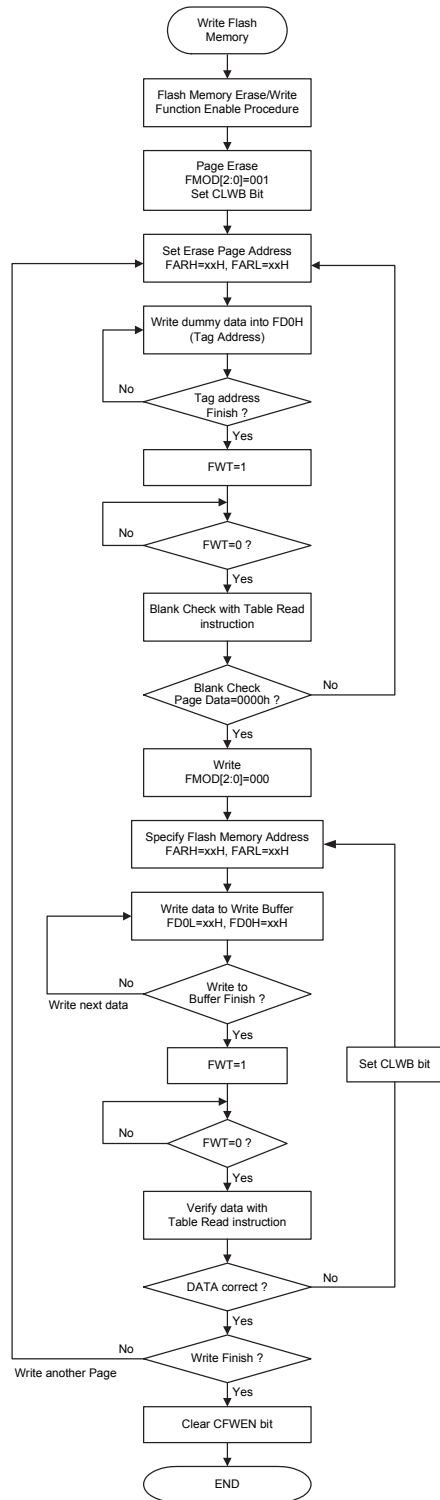 Write Flash
Memory
Flash Memory Erase/Write
Function Enable Procedure
Page Erase
FMOD[2:0]=001
Set CLWB Bit
Set Erase Page Address
FARH=xxH, FARL=xxH
Write dummy data into FD0H
(Tag Address)
No
Tag address
Finish ?
Yes
FWT=1
No
FWT=0 ?
Yes
Blank Check with Table Read
instruction
Blank Check
Page Data=0000h ?
No
Yes
Write
FMOD[2:0]=000
Specify Flash Memory Address
FARH=xxH, FARL=xxH
Write data to Write Buffer
FD0L=xxH, FD0H=xxH
No
Write next data
Write to
Buffer Finish ?
Yes
FWT=1
Set CLWB bit
No
FWT=0 ?
Yes
Verify data with
Table Read instruction
DATA correct ?
No
Yes
No
Write another Page
Write Finish ?
Yes
Clear CFWEN bit
END